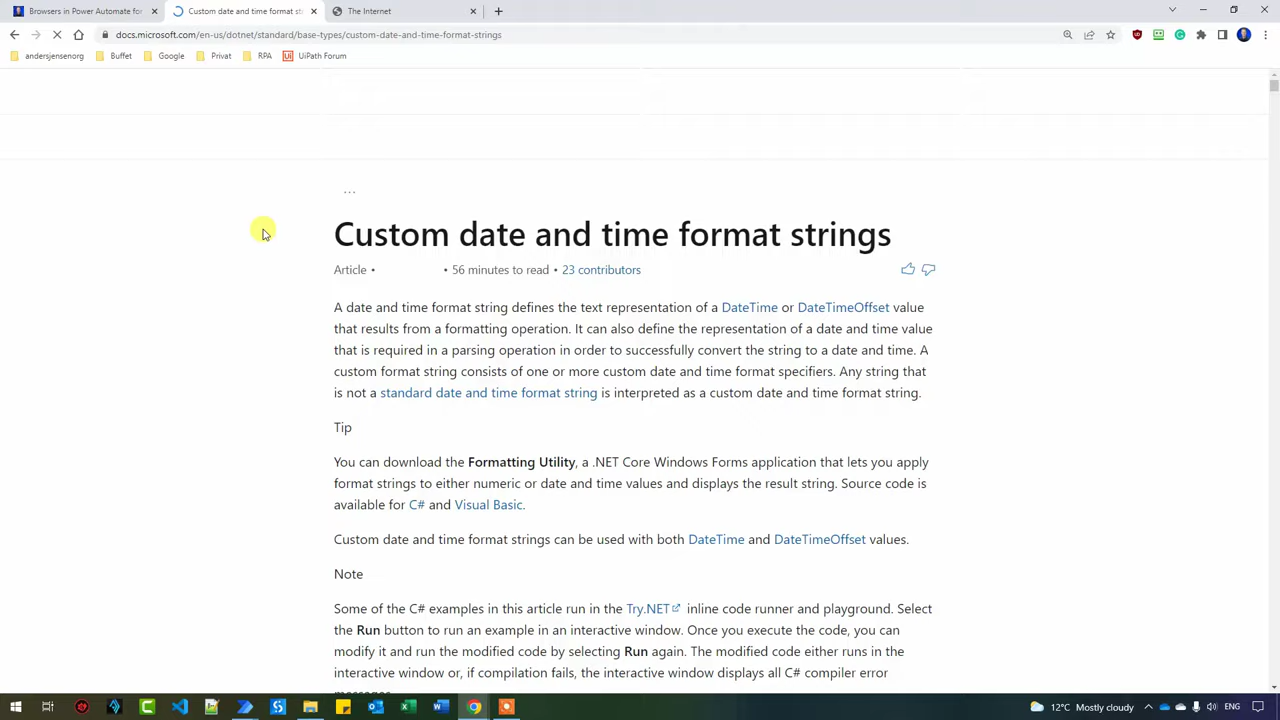 Browsers in Power Automate for
Custom date and time format st
The Internet
docs.microsoft.com/en-us/dotnet/standard/base-types/custom-date-and-time-format-strings
andersjensenorg
Buffet
Google
Privat
RPA
UiPath Forum
...
Custom date and time format strings
Article • • 56 minutes to read • 23 contributors
A date and time format string defines the text representation of a DateTime or DateTimeOffset value
that results from a formatting operation. It can also define the representation of a date and time value
that is required in a parsing operation in order to successfully convert the string to a date and time. A
custom format string consists of one or more custom date and time format specifiers. Any string that
is not a standard date and time format string is interpreted as a custom date and time format string.
Tip
You can download the Formatting Utility, a .NET Core Windows Forms application that lets you apply
format strings to either numeric or date and time values and displays the result string. Source code is
available for C# and Visual Basic.
Custom date and time format strings can be used with both DateTime and DateTimeOffset values.
Note
Some of the C# examples in this article run in the Try.NET inline code runner and playground. Select
the Run button to run an example in an interactive window. Once you execute the code, you can
modify it and run the modified code by selecting Run again. The modified code either runs in the
interactive window or, if compilation fails, the interactive window displays all C# compiler error
messages.
12°C Mostly cloudy
ENG